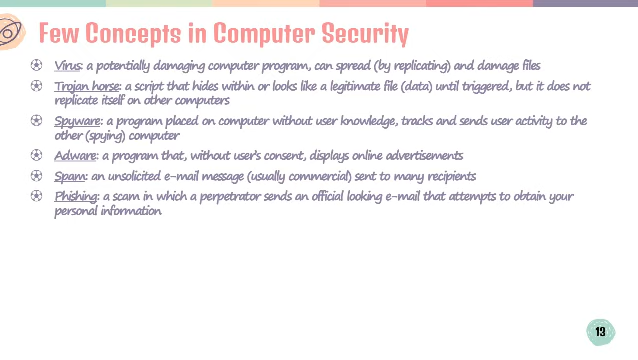 Few Concepts in Computer Security
Virus: a potentially damaging computer program, can spread (by replicating) and damage files
Trojan horse: a script that hides within or looks like a legitimate file (data) until triggered, but it does not
replicate itself on other computers
Spyware: a program placed on computer without user knowledge, tracks and sends user activity to the
other (spying) computer
Adware: a program that, without user's consent, displays online advertisements
Spam: an unsolicited e-mail message (usually commercial) sent to many recipients
Phishing: a scam in which a perpetrator sends an official looking e-mail that attempts to obtain your
personal information
13